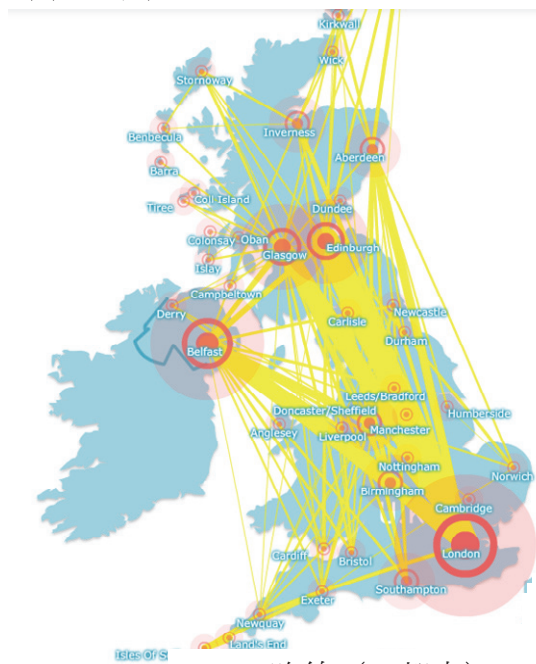 Kirkwall
Wick
Stornoway
Inverness
Benbecula
Aberdeen
Barra
Coll Island
Tiree
Dundee
Colonsay
Oban
Edinburgh
Glasgow
Islay
Campbeltown
Derry
Newcastle
Carlisle
Durham
Belfast
Leeds/Bradford
Doncaster/Sheffield
Humberside
Anglesey
Liverpool
Manchester
Nottingham
Norwich
Birmingham
Cambridge
London
Cardiff
Bristol
Southampton
Exeter
Newquay
Land's End
Isles Of S